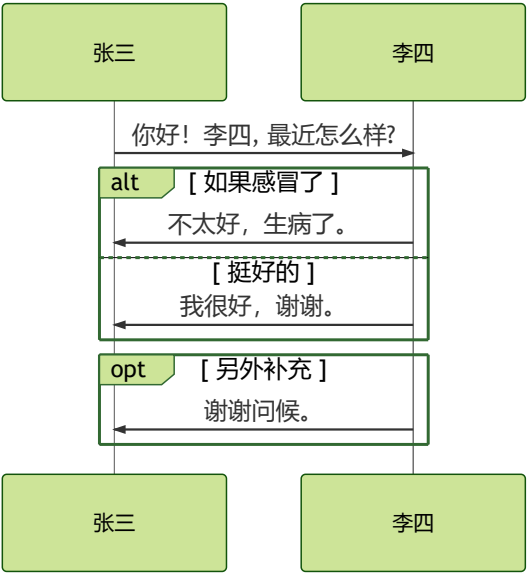 张三 李四
你好！李四, 最近怎么样?
alt [ 如果感冒了 ]
不太好，生病了。
[ 挺好的 ]
我很好，谢谢。
opt [ 另外补充 ]
谢谢问候。
张三 李四